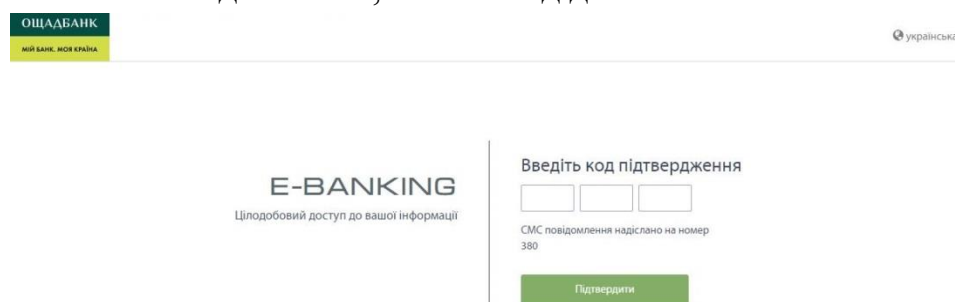 ОЩАДБАНК
МІЙ БАНК. МОЯ КРАЇНА
українська
E-BANKING
Цілодобовий доступ до вашої інформації
Введіть код підтвердження
СМС повідомлення надіслано на номер
380
Підтвердити